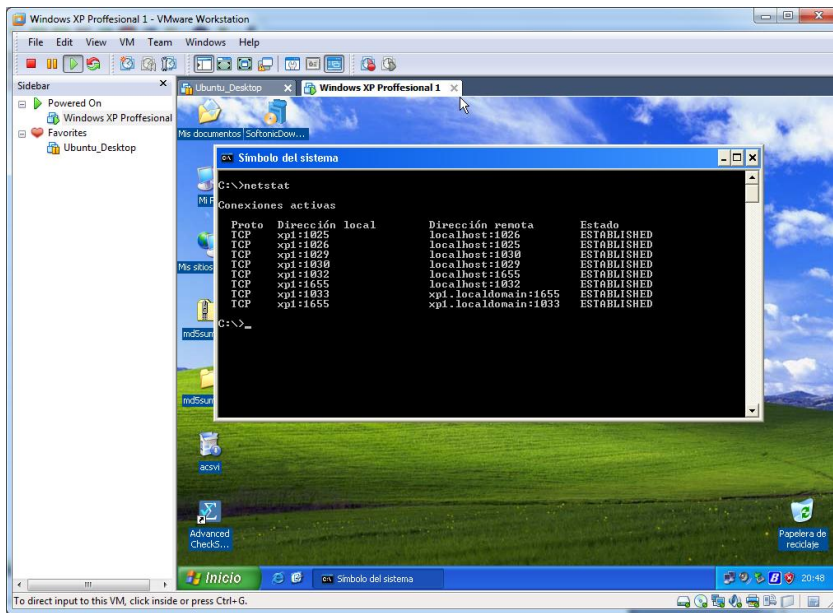 Windows XP Proffesional 1 - VMware Workstation
File Edit View VM Team Windows Help
Sidebar
Powered On
Windows XP Proffesional
Favorites
Ubuntu_Desktop
Ubuntu_Desktop
Windows XP Proffesional 1
Mis documentos
SoftonicDow...
Símbolo del sistema
C:\>netstat
Conexiones activas
Proto Dirección local Dirección remota Estado
TCP xp1:1025 localhost:1026 ESTABLISHED
TCP xp1:1026 localhost:1025 ESTABLISHED
TCP xp1:1029 localhost:1030 ESTABLISHED
TCP xp1:1030 localhost:1029 ESTABLISHED
TCP xp1:1032 localhost:1655 ESTABLISHED
TCP xp1:1655 localhost:1032 ESTABLISHED
TCP xp1:1033 xp1.localdomain:1655 ESTABLISHED
TCP xp1:1655 xp1.localdomain:1033 ESTABLISHED
C:\>_
Mi P
Mis sitios
md5sum
md5sum
acsvi
Advanced
CheckS...
Papelera de
reciclaje
Inicio
Símbolo del sistema
20:48
To direct input to this VM, click inside or press Ctrl+G.